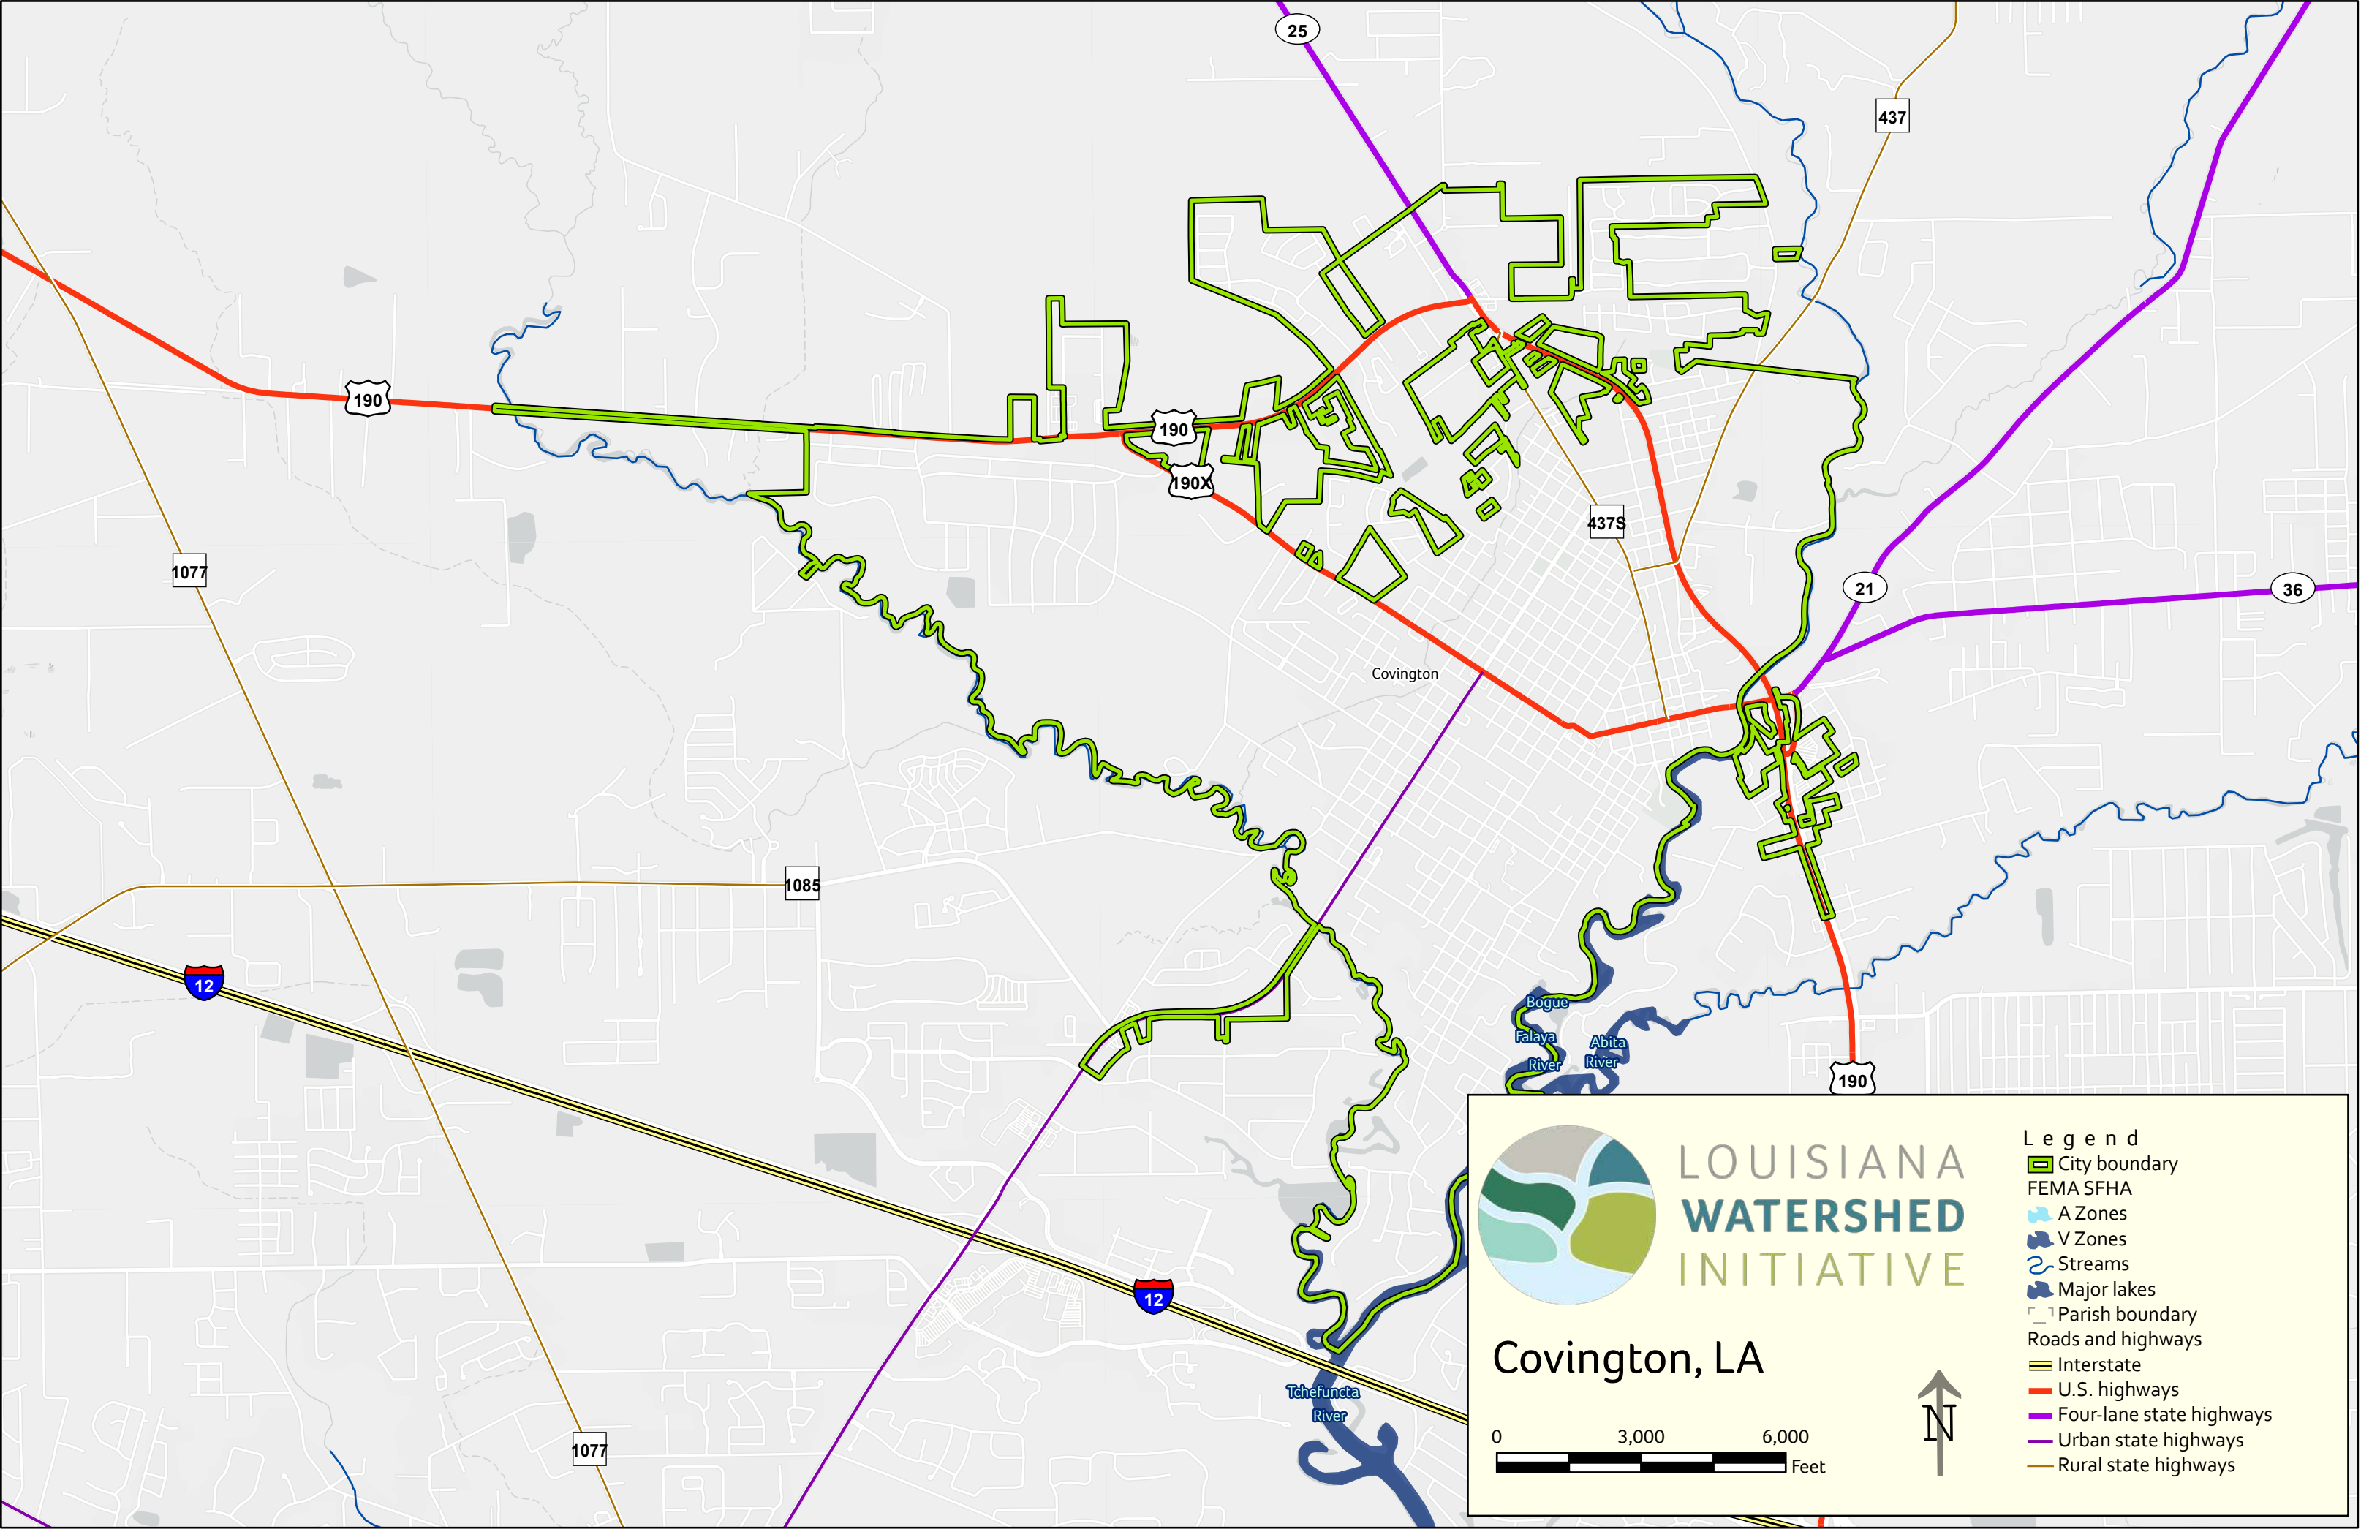 25
437
190
190
190X
437S
1077
21
36
Covington
1085
12
Bogue
Falaya
River
Abita
River
190
12
Tchefuncta
River
1077
LOUISIANA
WATERSHED
INITIATIVE
Covington, LA
0 3,000 6,000
Feet
N
Legend
City boundary
FEMA SFHA
A Zones
V Zones
Streams
Major lakes
Parish boundary
Roads and highways
Interstate
U.S. highways
Four-lane state highways
Urban state highways
Rural state highways